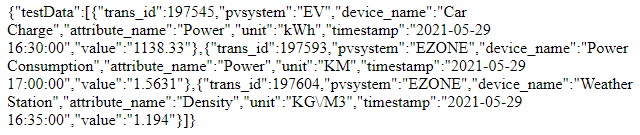 {"testData":[{"trans_id":197545,"pvsystem":"EV","device_name":"Car
Charge","attribute_name":"Power","unit":"kWh","timestamp":"2021-05-29
16:30:00","value":"1138.33"},{"trans_id":197593,"pvsystem":"EZONE","device_name":"Power
Consumption","attribute_name":"Power","unit":"KM","timestamp":"2021-05-29
17:00:00","value":"1.5631"},{"trans_id":197604,"pvsystem":"EZONE","device_name":"Weather
Station","attribute_name":"Density","unit":"KG\/M3","timestamp":"2021-05-29
16:35:00","value":"1.194"}]}